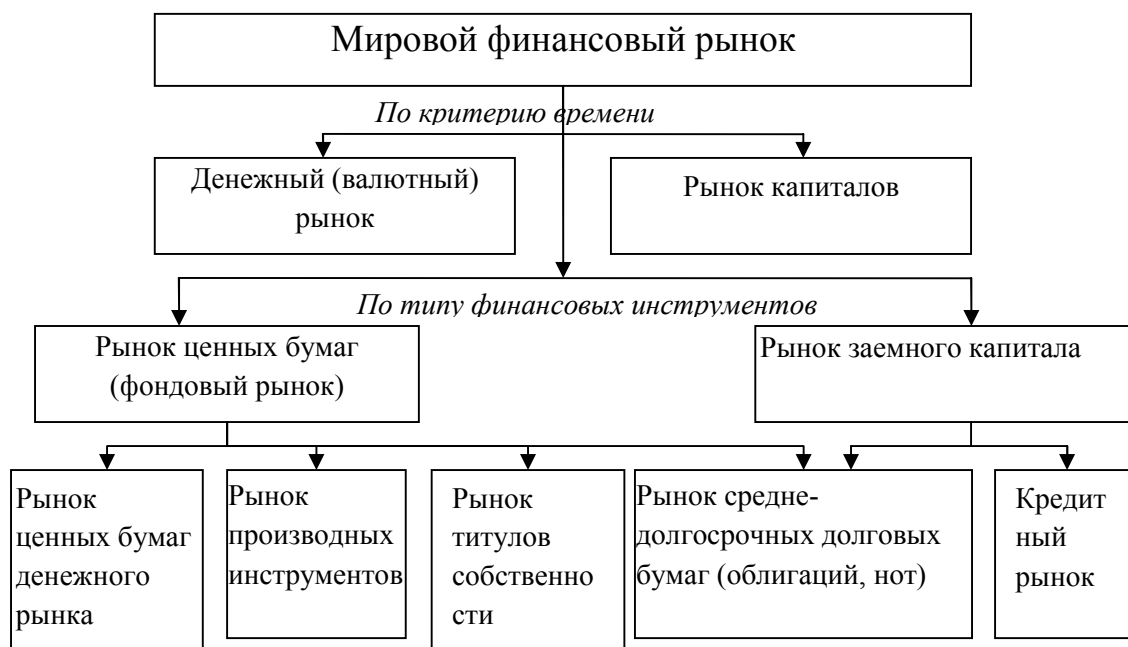 Мировой финансовый рынок
По критерию времени
Денежный (валютный)
рынок
Рынок капиталов
По типу финансовых инструментов
Рынок ценных бумаг
(фондовый рынок)
Рынок заемного капитала
Рынок
ценных бумаг
денежного
рынка
Рынок
производных
инструментов
Рынок
титулов
собственно
сти
Рынок средне-
долгосрочных долговых
бумаг (облигаций, нот)
Кредит
ный
рынок